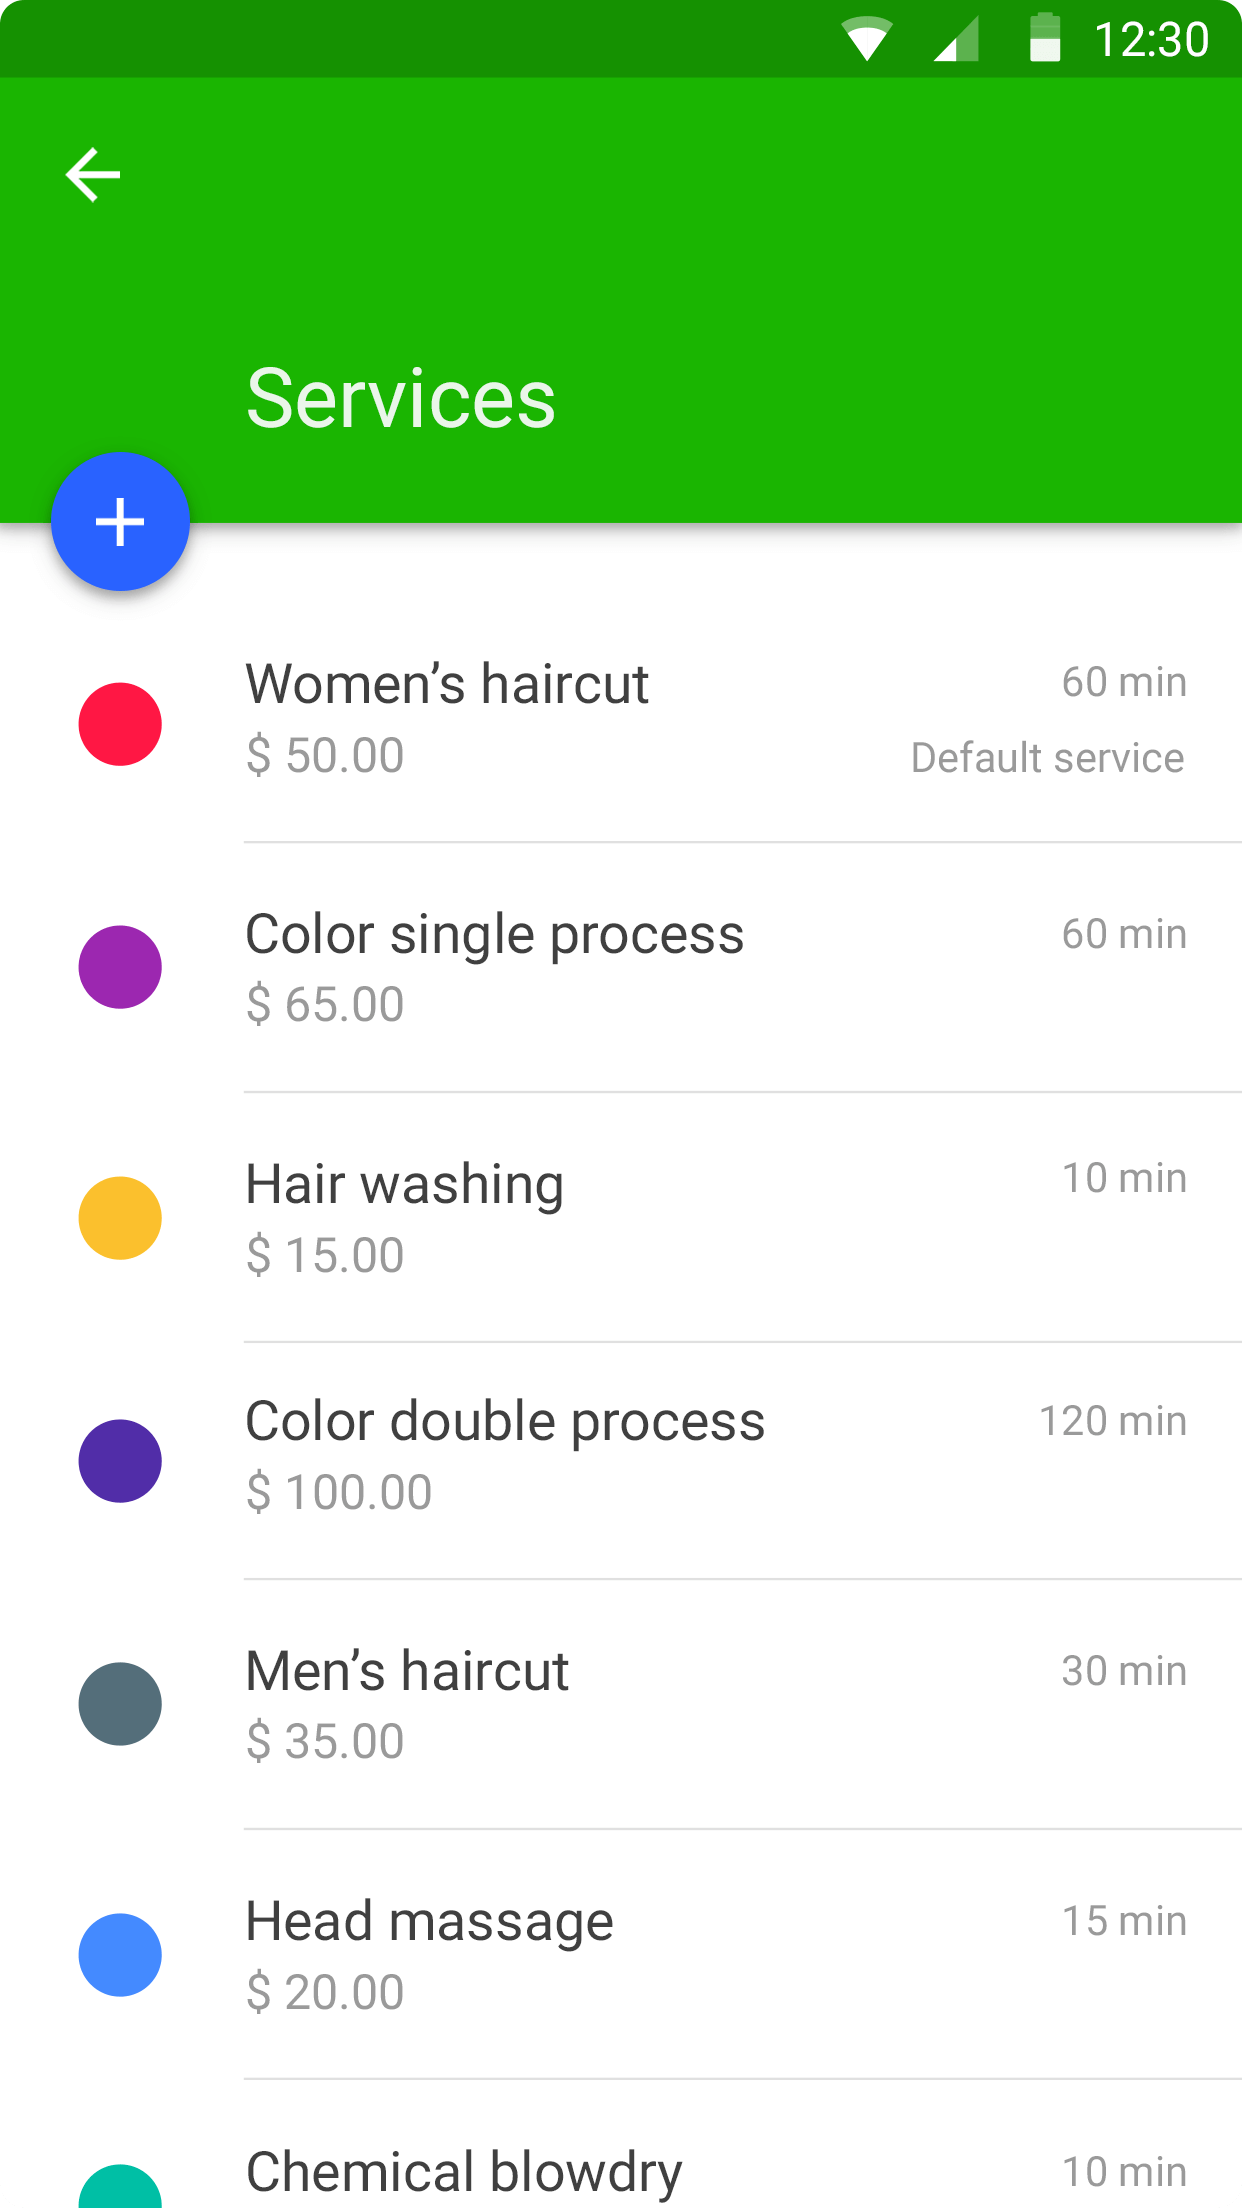 12:30
Services
Women’s haircut 60 min
$ 50.00 Default service
Color single process 60 min
$ 65.00
Hair washing 10 min
$ 15.00
Color double process 120 min
$ 100.00
Men’s haircut 30 min
$ 35.00
Head massage 15 min
$ 20.00
Chemical blowdry 10 min